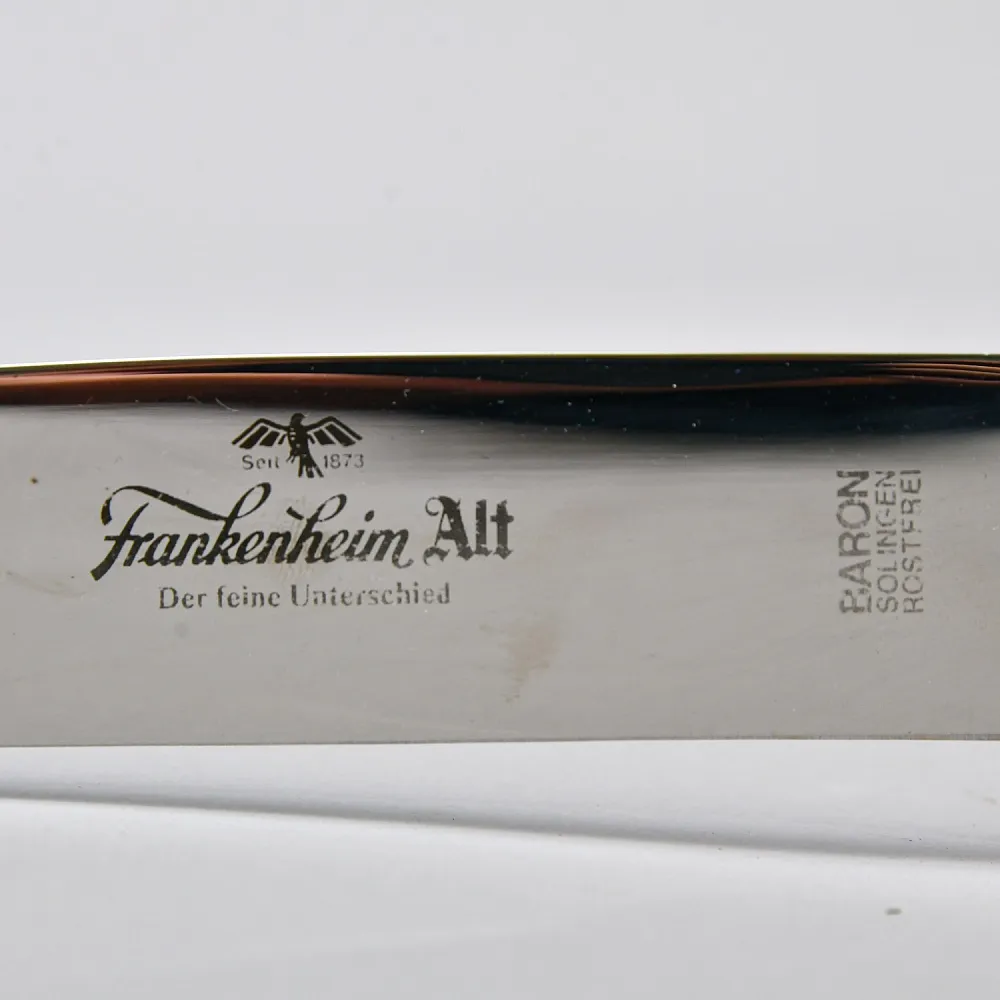 Seit 1873
Frankenheim Alt
Der feine Unterschied
BARON
SOLINGEN
ROSTFREI